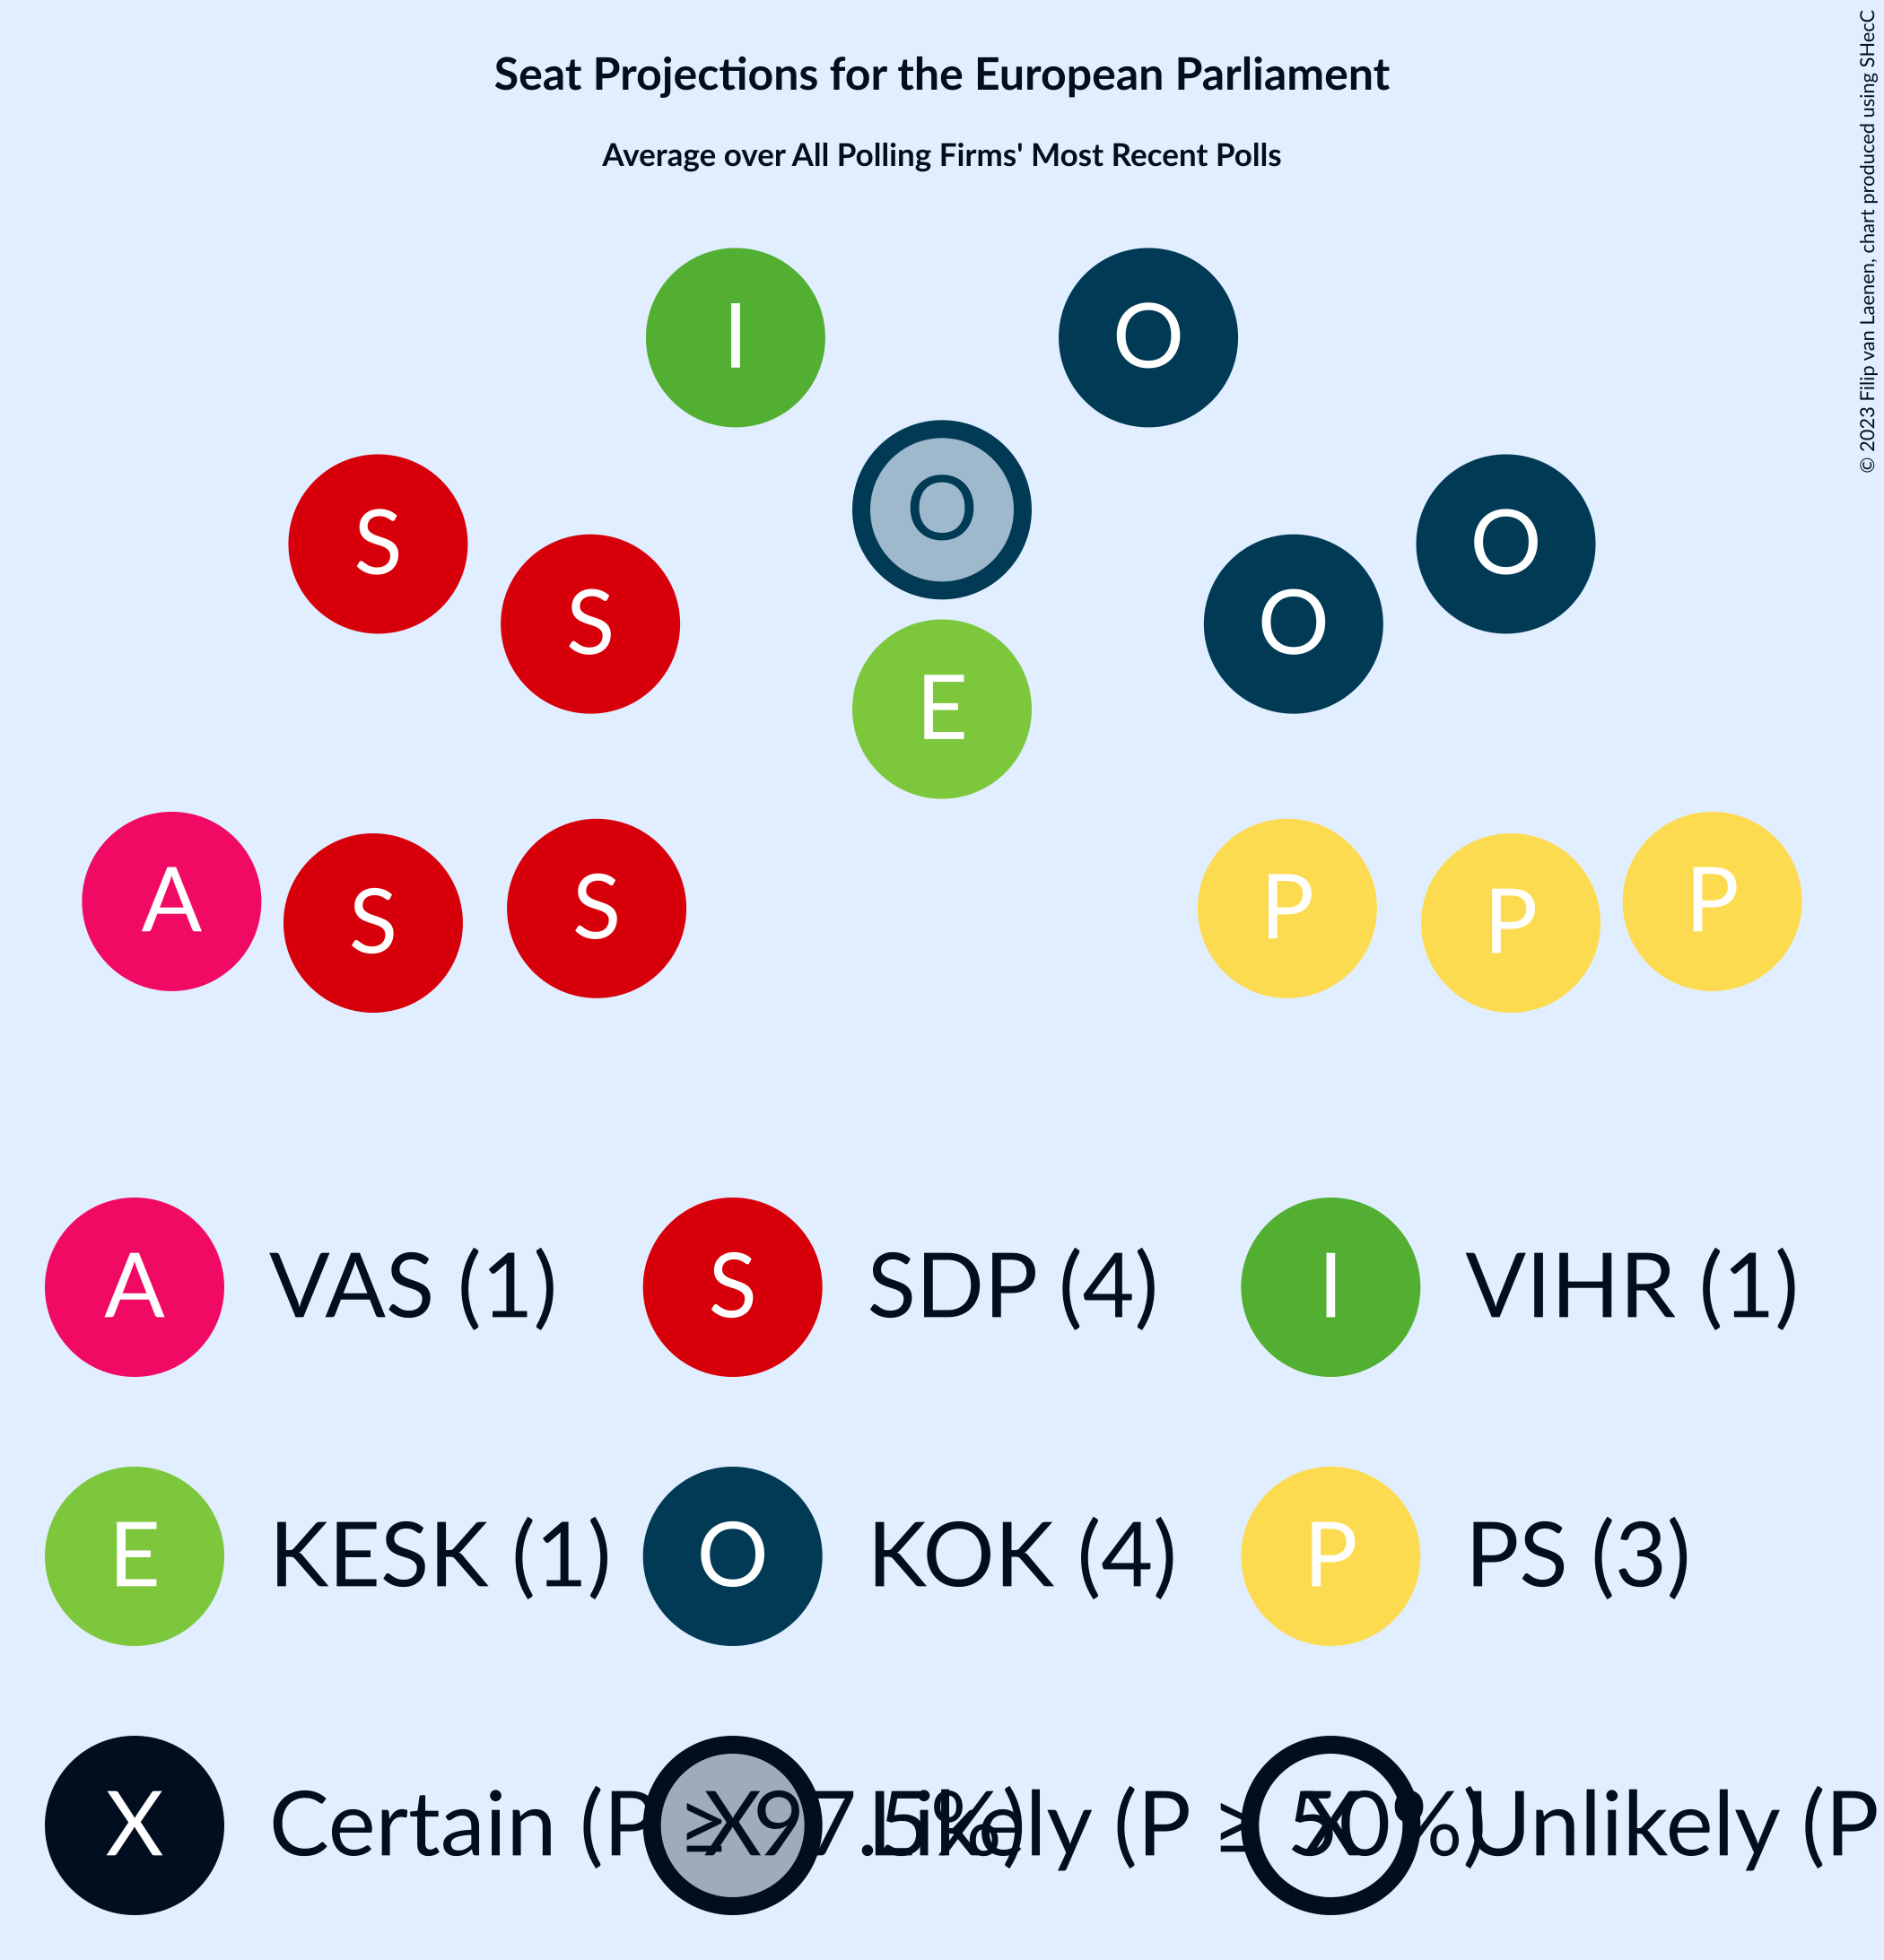 Seat Projections for the European Parliament
Average over All Polling Firms' Most Recent Polls
© 2023 Filip van Laenen, chart produced using SHecC
I O
O
S O
S O
E
A P
S S P P
A VAS (1) S SDP (4) I VIHR (1)
E KESK (1) O KOK (4) P PS (3)
X Certain (P ≥ 97.5%) X Likely (P ≥ 50%) X Unlikely (P